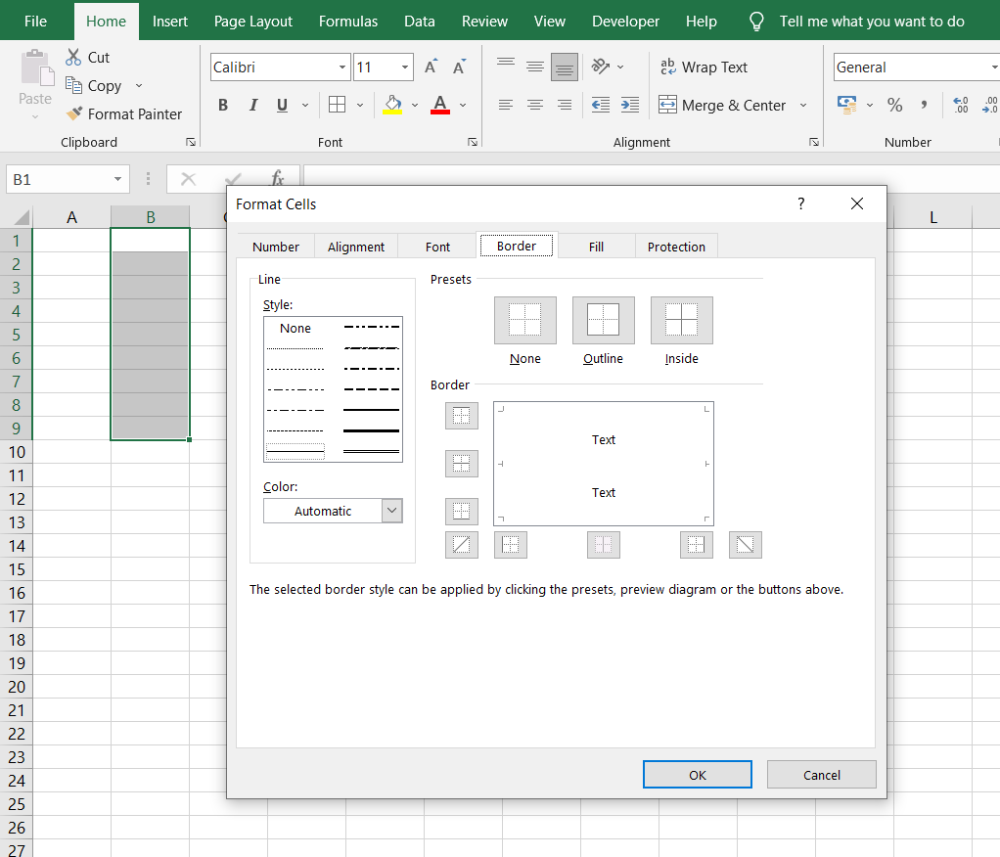 File Home Insert Page Layout Formulas Data Review View Developer Help Tell me what you want to do
Cut
Copy
Format Painter
Paste
Clipboard
Calibri 11
A A
B I U A
Font
ab c Wrap Text
Merge & Center
Alignment
General
% , .0 .00 .00 .0
Number
B1 fx
A B C L
1
2
3
4
5
6
7
8
9
10
11
12
13
14
15
16
17
18
19
20
21
22
23
24
25
26
27
Format Cells ?
Number Alignment Font Border Fill Protection
Line
Style:
None
Color:
Automatic
Presets
None Outline Inside
Border
Text
Text
The selected border style can be applied by clicking the presets, preview diagram or the buttons above.
OK Cancel